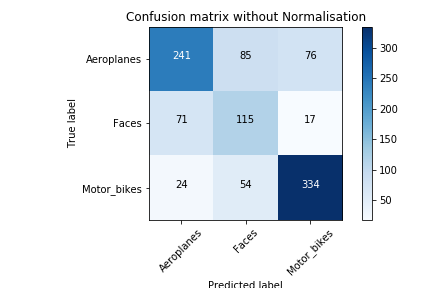 Confusion matrix without Normalisation
True label
Aeroplanes 241 85 76
Faces 71 115 17
Motor_bikes 24 54 334
Aeroplanes Faces Motor_bikes
Predicted label
300
250
200
150
100
50